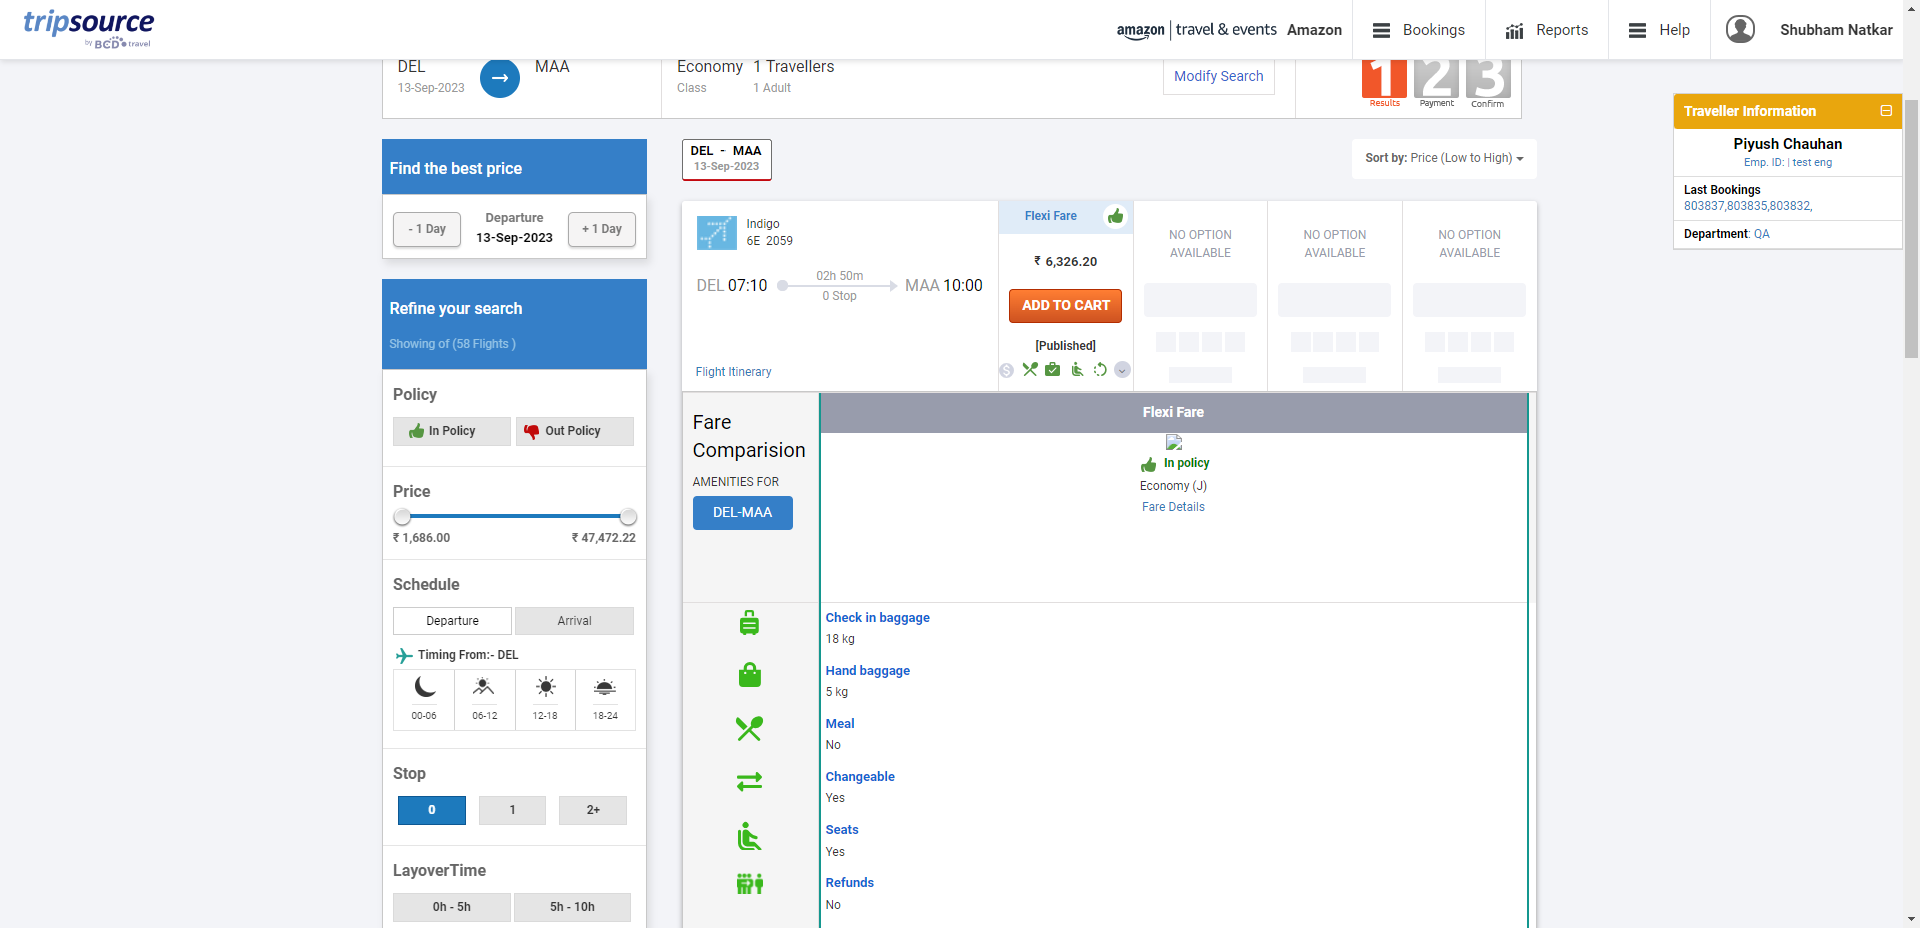 tripsource
by BCD travel
amazon | travel & events Amazon
Bookings
Reports
Help
Shubham Natkar
DEL
13-Sep-2023
MAA
Economy
Class
1 Travellers
1 Adult
Modify Search
1 2 3
Results Payment Confirm
Traveller Information
Piyush Chauhan
Emp. ID: | test eng
Last Bookings
803837,803835,803832,
Department: QA
Find the best price
- 1 Day
Departure
13-Sep-2023
+ 1 Day
Refine your search
Showing of (58 Flights )
Policy
In Policy
Out Policy
Price
₹ 1,686.00
₹ 47,472.22
Schedule
Departure
Arrival
Timing From:- DEL
00-06
06-12
12-18
18-24
Stop
0
1
2+
LayoverTime
0h - 5h
5h - 10h
DEL - MAA
13-Sep-2023
Sort by: Price (Low to High)
Indigo
6E 2059
DEL 07:10
02h 50m
0 Stop
MAA 10:00
Flight Itinerary
Flexi Fare
₹ 6,326.20
ADD TO CART
[Published]
NO OPTION
AVAILABLE
NO OPTION
AVAILABLE
NO OPTION
AVAILABLE
Fare
Comparision
AMENITIES FOR
DEL-MAA
Flexi Fare
In policy
Economy (J)
Fare Details
Check in baggage
18 kg
Hand baggage
5 kg
Meal
No
Changeable
Yes
Seats
Yes
Refunds
No